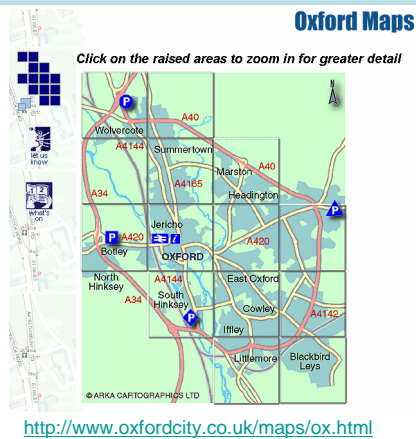 Oxford Maps
Click on the raised areas to zoom in for greater detail
N
P
A40
Wolvercote
A4144
Summertown
let us
know
Marston
A40
A4165
Headington
A34
what's
on
P
Jericho
P
A420
i
A420
Botley
OXFORD
North
Hinksey
A4144
East Oxford
South
Hinksey
A34
Cowley
P
A4142
Iffley
Littlemore
Blackbird
Leys
© ARKA CARTOGRAPHICS LTD
http://www.oxfordcity.co.uk/maps/ox.html